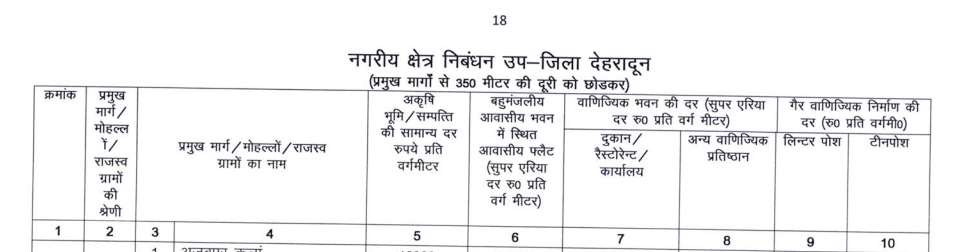 18
नगरीय क्षेत्र निबंधन उप–जिला देहरादून
(प्रमुख मार्गों से 350 मीटर की दूरी को छोडकर)
क्रमांक
प्रमुख
मार्ग/
मोहल्ल
ों/
राजस्व
ग्रामों
की
श्रेणी
प्रमुख मार्ग/मोहल्लों/राजस्व
ग्रामों का नाम
अकृषि
भूमि/सम्पत्ति
की सामान्य दर
रुपये प्रति
वर्गमीटर
बहुमंजलीय
आवासीय भवन
में स्थित
आवासीय फ्लैट
(सुपर एरिया
दर रु0 प्रति
वर्ग मीटर)
वाणिज्यिक भवन की दर (सुपर एरिया
दर रू0 प्रति वर्ग मीटर)
दुकान/
रैस्टोरेन्ट/
कार्यालय
अन्य वाणिज्यिक
प्रतिष्ठान
गैर वाणिज्यिक निर्माण की
दर (रू0 प्रति वर्गमी0)
लिन्टर पोश
टीनपोश
1 2 3 4 5 6 7 8 9 10